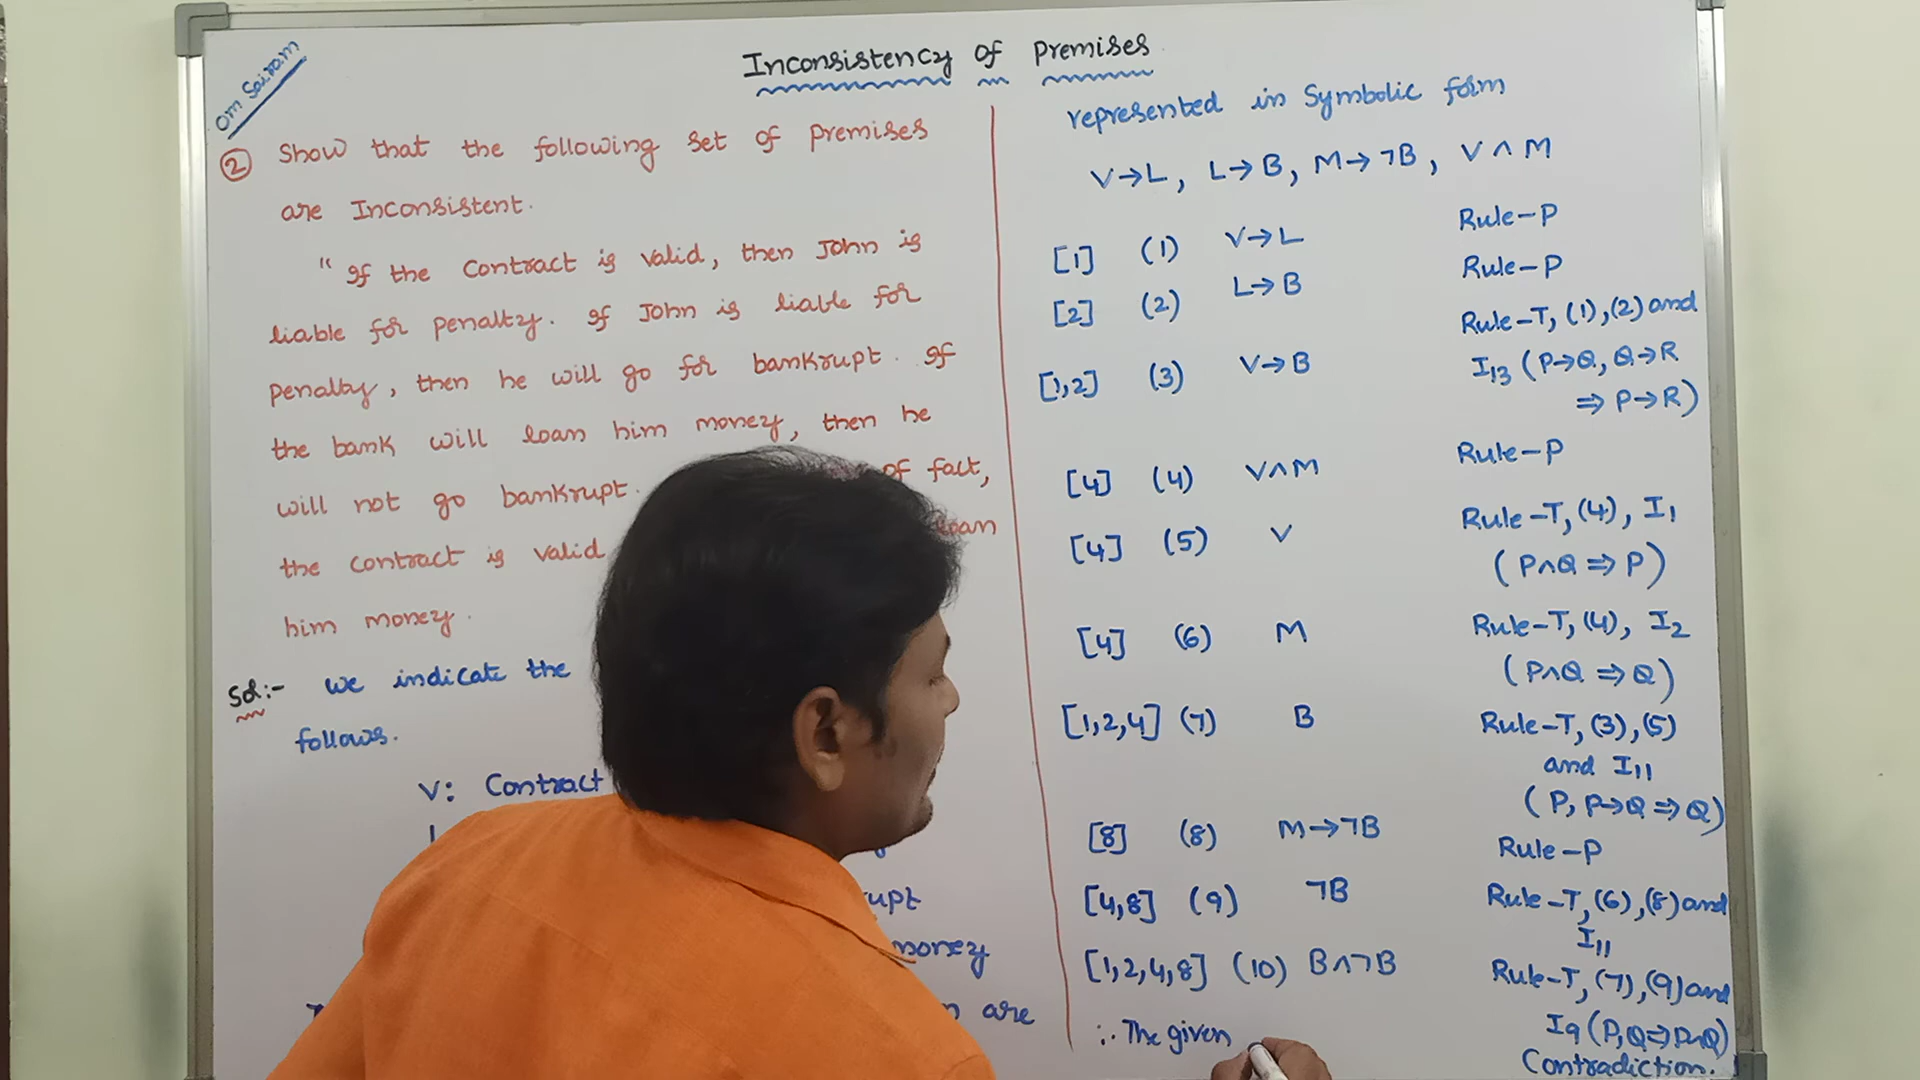 Om Sairam
Inconsistency of Premises
② Show that the following set of premises
are Inconsistent.
" If the Contract is valid, then John is
liable for penalty. If John is liable for
penalty, then he will go for bankrupt. If
the bank will loan him money, then he
will not go bankrupt. of fact,
the contract is valid loan
him money.
Sol:- we indicate the
follows.
V: Contract
money
are
represented in Symbolic form
V→L, L→B, M→¬B, V∧M
[1] (1) V→L Rule-P
[2] (2) L→B Rule-P
[1,2] (3) V→B Rule-T, (1),(2) and
I13 (P→Q, Q→R
⇒ P→R)
[4] (4) V∧M Rule-P
[4] (5) V Rule-T, (4), I1
(P∧Q ⇒ P)
[4] (6) M Rule-T, (4), I2
(P∧Q ⇒ Q)
[1,2,4] (7) B Rule-T, (3),(5)
and I11
(P, P→Q ⇒ Q)
[8] (8) M→¬B Rule-P
[4,8] (9) ¬B Rule-T, (6),(8) and
I11
[1,2,4,8] (10) B∧¬B Rule-T, (7),(9) and
I9 (P,Q⇒P∧Q)
Contradiction.
∴ The given